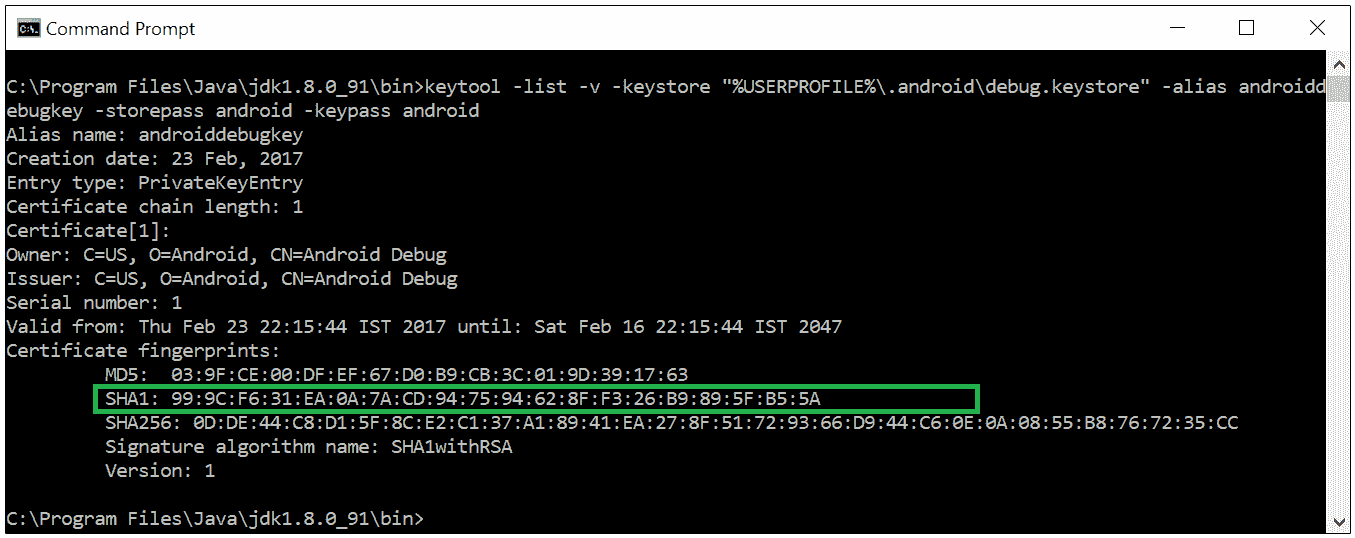 Command Prompt
C:\Program Files\Java\jdk1.8.0_91\bin>keytool -list -v -keystore "%USERPROFILE%\.android\debug.keystore" -alias androidd
ebugkey -storepass android -keypass android
Alias name: androiddebugkey
Creation date: 23 Feb, 2017
Entry type: PrivateKeyEntry
Certificate chain length: 1
Certificate[1]:
Owner: C=US, O=Android, CN=Android Debug
Issuer: C=US, O=Android, CN=Android Debug
Serial number: 1
Valid from: Thu Feb 23 22:15:44 IST 2017 until: Sat Feb 16 22:15:44 IST 2047
Certificate fingerprints:
MD5:  03:9F:CE:00:DF:EF:67:D0:B9:CB:3C:01:9D:39:17:63
SHA1: 99:9C:F6:31:EA:0A:7A:CD:94:75:94:62:8F:F3:26:B9:89:5F:B5:5A
SHA256: 0D:DE:44:C8:D1:5F:8C:E2:C1:37:A1:89:41:EA:27:8F:51:72:93:66:D9:44:C6:0E:0A:08:55:B8:76:72:35:CC
Signature algorithm name: SHA1withRSA
Version: 1
C:\Program Files\Java\jdk1.8.0_91\bin>